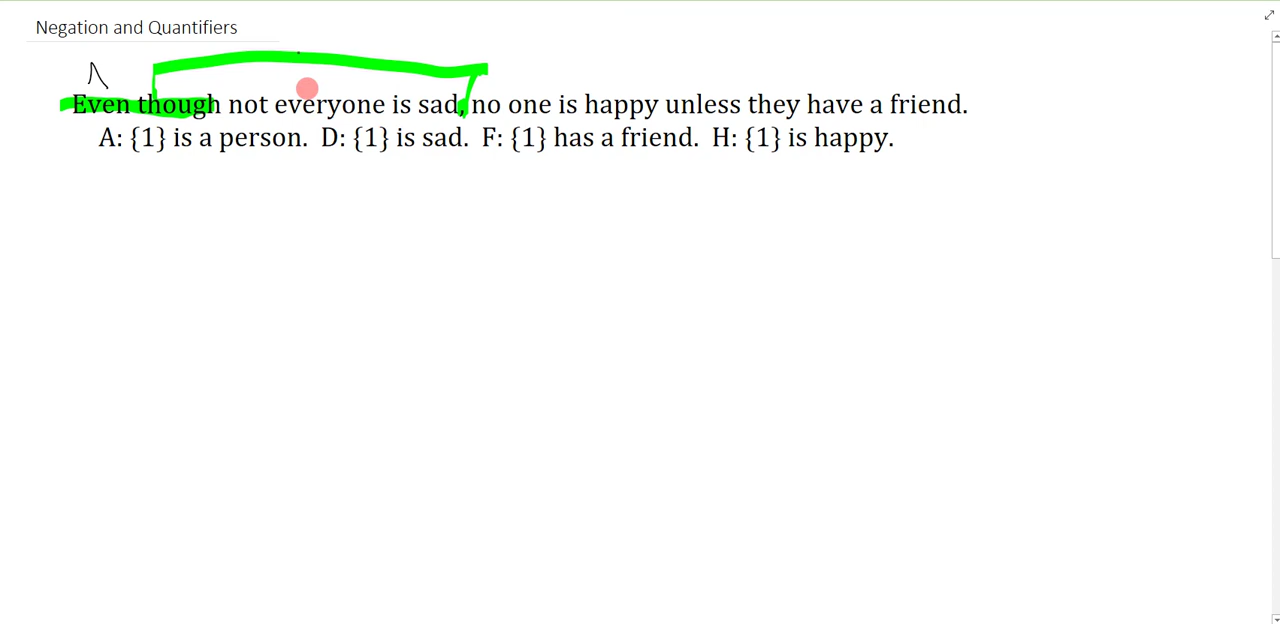 Negation and Quantifiers
∧
Even though not everyone is sad, no one is happy unless they have a friend.
A: {1} is a person. D: {1} is sad. F: {1} has a friend. H: {1} is happy.